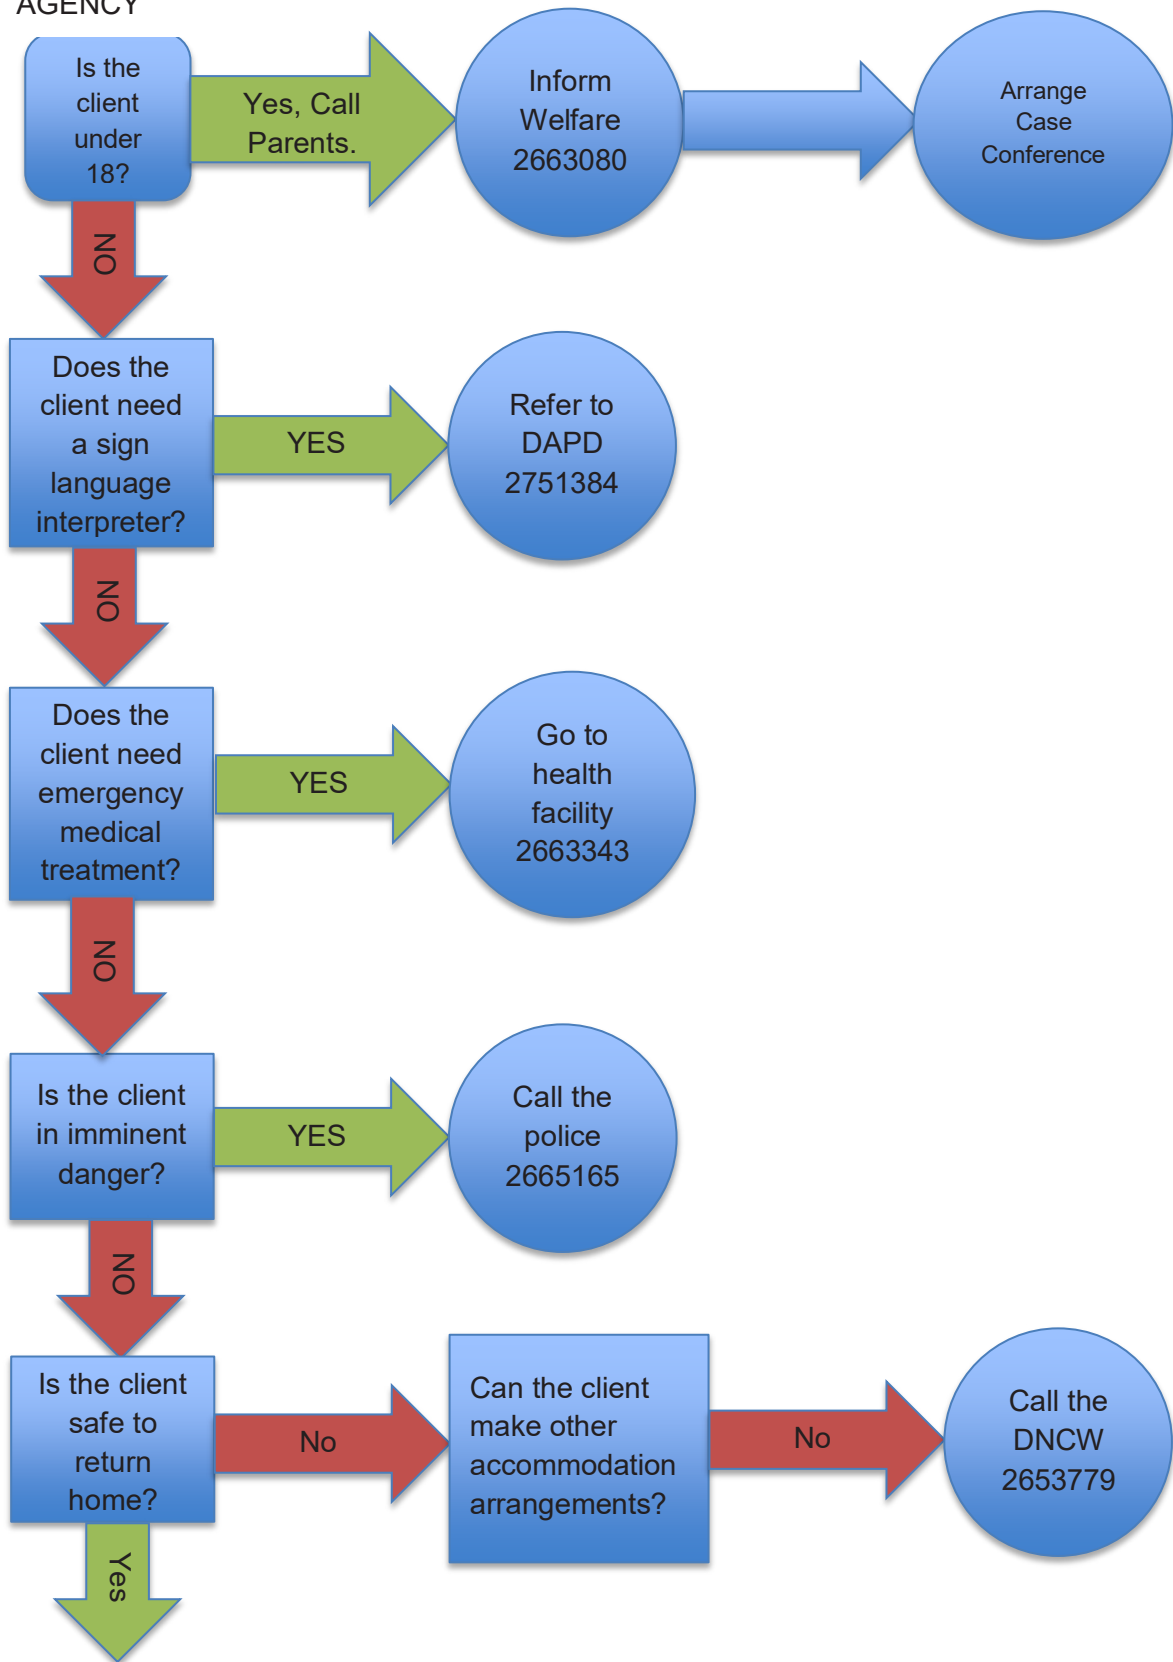 AGENCY
Is the
client
under
18?
Yes, Call
Parents.
Inform
Welfare
2663080
Arrange
Case
Conference
NO
Does the
client need
a sign
language
interpreter?
YES
Refer to
DAPD
2751384
NO
Does the
client need
emergency
medical
treatment?
YES
Go to
health
facility
2663343
NO
Is the client
in imminent
danger?
YES
Call the
police
2665165
NO
Is the client
safe to
return
home?
No
Can the client
make other
accommodation
arrangements?
No
Call the
DNCW
2653779
Yes